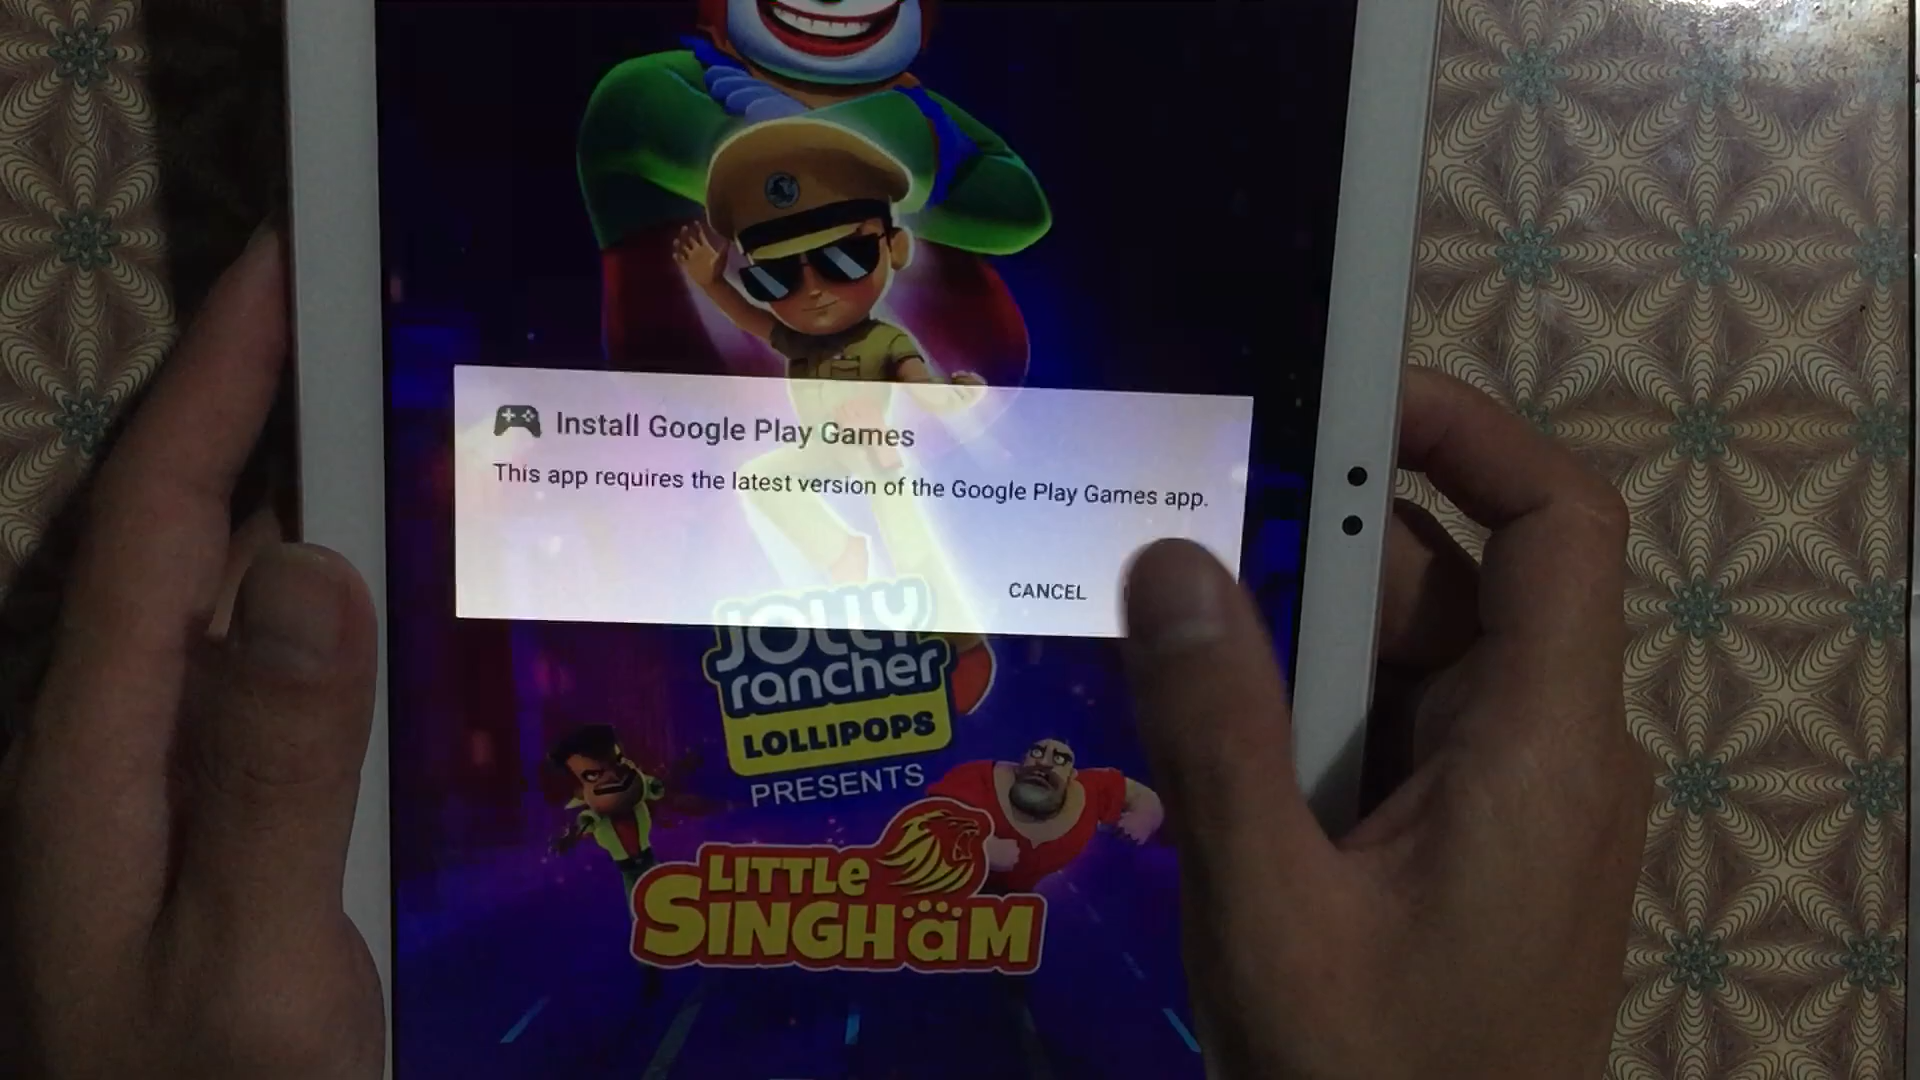 Install Google Play Games
This app requires the latest version of the Google Play Games app.
CANCEL
JOLLY
rancher
LOLLIPOPS
PRESENTS
LITTLE
SINGHäM